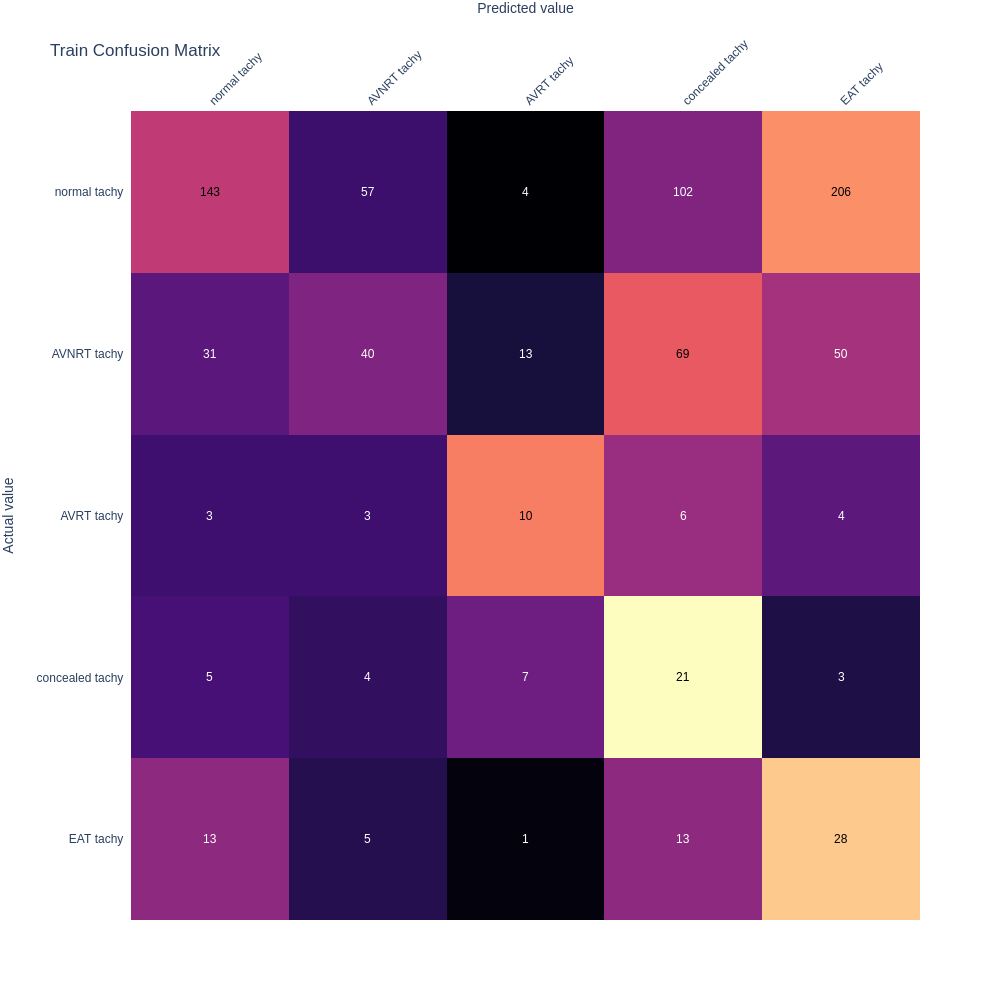 Predicted value
Train Confusion Matrix
normal tachy
AVNRT tachy
AVRT tachy
concealed tachy
EAT tachy
normal tachy 143 57 4 102 206
AVNRT tachy 31 40 13 69 50
AVRT tachy 3 3 10 6 4
concealed tachy 5 4 7 21 3
EAT tachy 13 5 1 13 28
Actual value